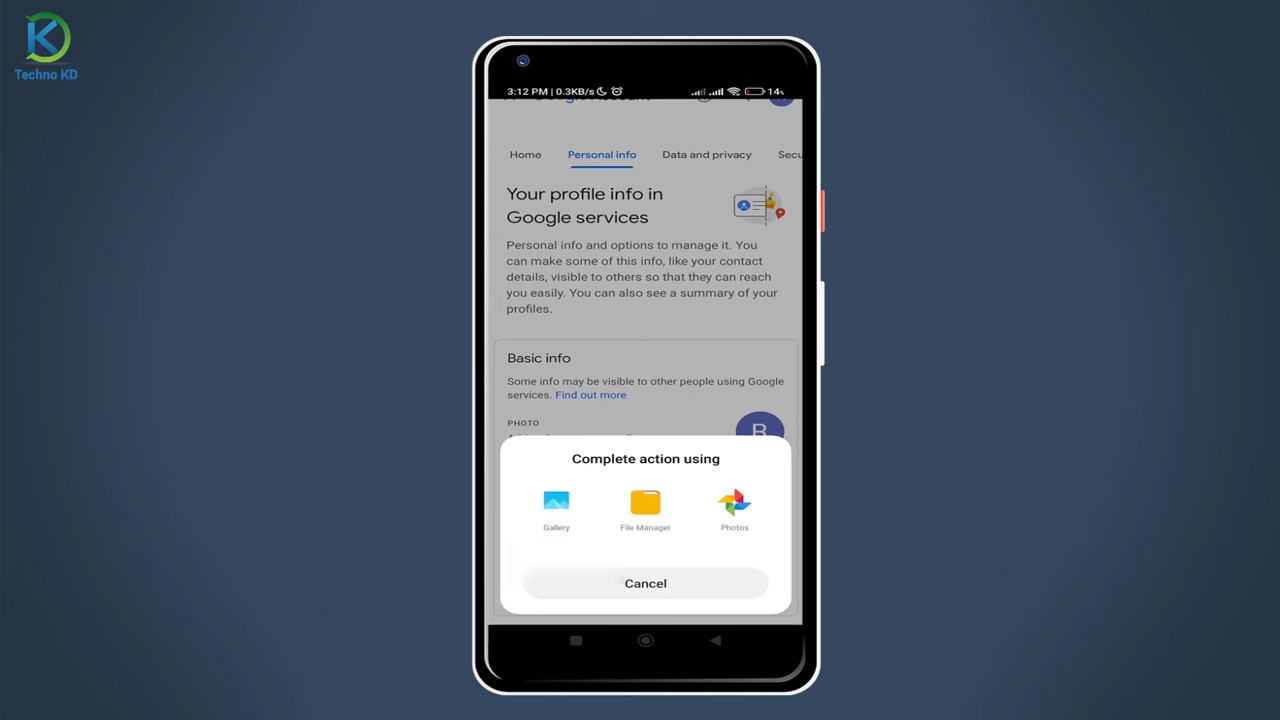 Techno KD
3:12 PM | 0.3KB/s
14%
Home Personal info Data and privacy Secu
Your profile info in
Google services
Personal info and options to manage it. You
can make some of this info, like your contact
details, visible to others so that they can reach
you easily. You can also see a summary of your
profiles.
Basic info
Some info may be visible to other people using Google
services. Find out more
PHOTO
B
Complete action using
Gallery File Manager Photos
Cancel